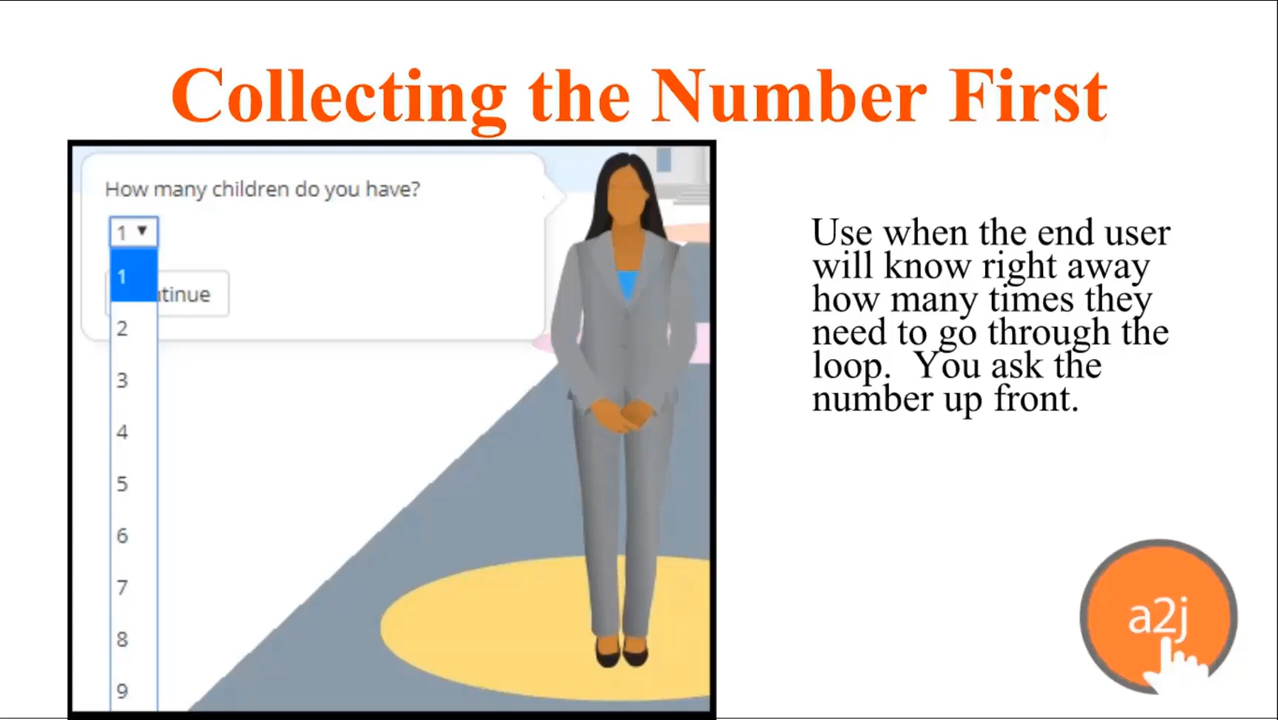 Collecting the Number First
How many children do you have?
1
1
tinue
2
3
4
5
6
7
8
9
Use when the end user
will know right away
how many times they
need to go through the
loop.  You ask the
number up front.
a2j